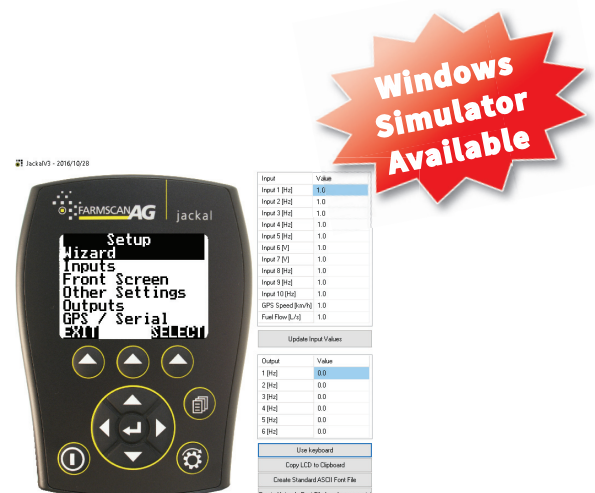 Windows
Simulator
Available
JackalV3 - 2016/10/28
FARMSCAN AG jackal
Setup
Wizard
Inputs
Front Screen
Other Settings
Outputs
GPS / Serial
EXIT SELECT
Input Value
Input 1 [Hz] 1.0
Input 2 [Hz] 1.0
Input 3 [Hz] 1.0
Input 4 [Hz] 1.0
Input 5 [Hz] 1.0
Input 6 [V] 1.0
Input 7 [V] 1.0
Input 8 [Hz] 1.0
Input 9 [Hz] 1.0
Input 10 [Hz] 1.0
GPS Speed [km/h] 1.0
Fuel Flow [L/s] 1.0
Update Input Values
Output Value
1 [Hz] 0.0
2 [Hz] 0.0
3 [Hz] 0.0
4 [Hz] 0.0
5 [Hz] 0.0
6 [Hz] 0.0
Use keyboard
Copy LCD to Clipboard
Create Standard ASCII Font File